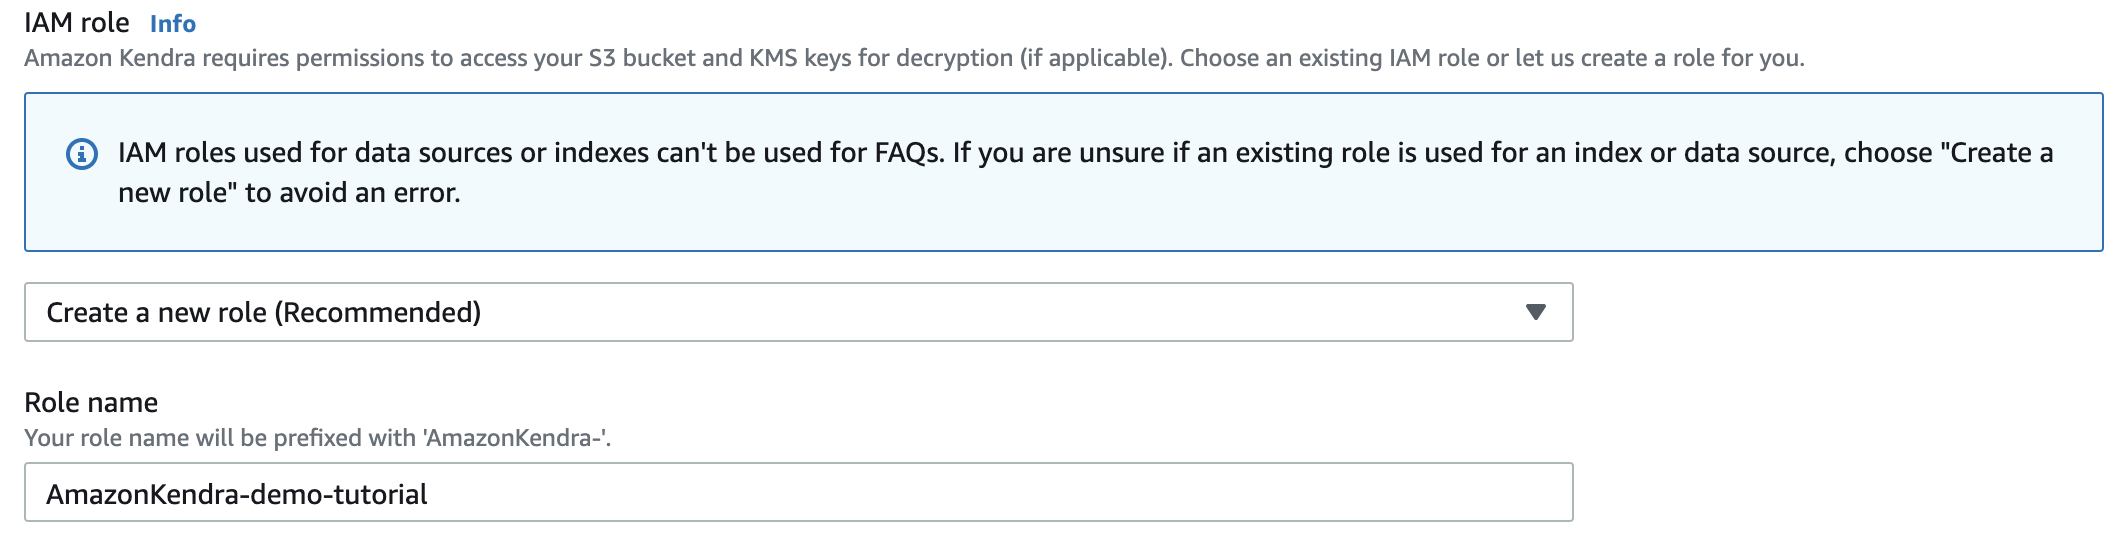 IAM role Info
Amazon Kendra requires permissions to access your S3 bucket and KMS keys for decryption (if applicable). Choose an existing IAM role or let us create a role for you.
IAM roles used for data sources or indexes can't be used for FAQs. If you are unsure if an existing role is used for an index or data source, choose "Create a
new role" to avoid an error.
Create a new role (Recommended)
Role name
Your role name will be prefixed with 'AmazonKendra-'.
AmazonKendra-demo-tutorial